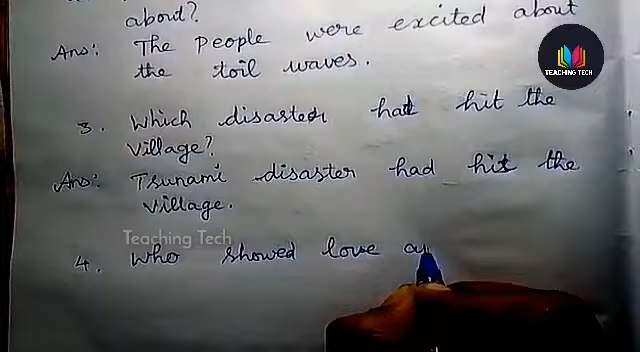 about?
Ans: The People were excited about
the toil waves.
TEACHING TECH
3. Which disaster had hit the
village?
Ans: Tsunami disaster had hit the
village.
Teaching Tech
4. Who showed love